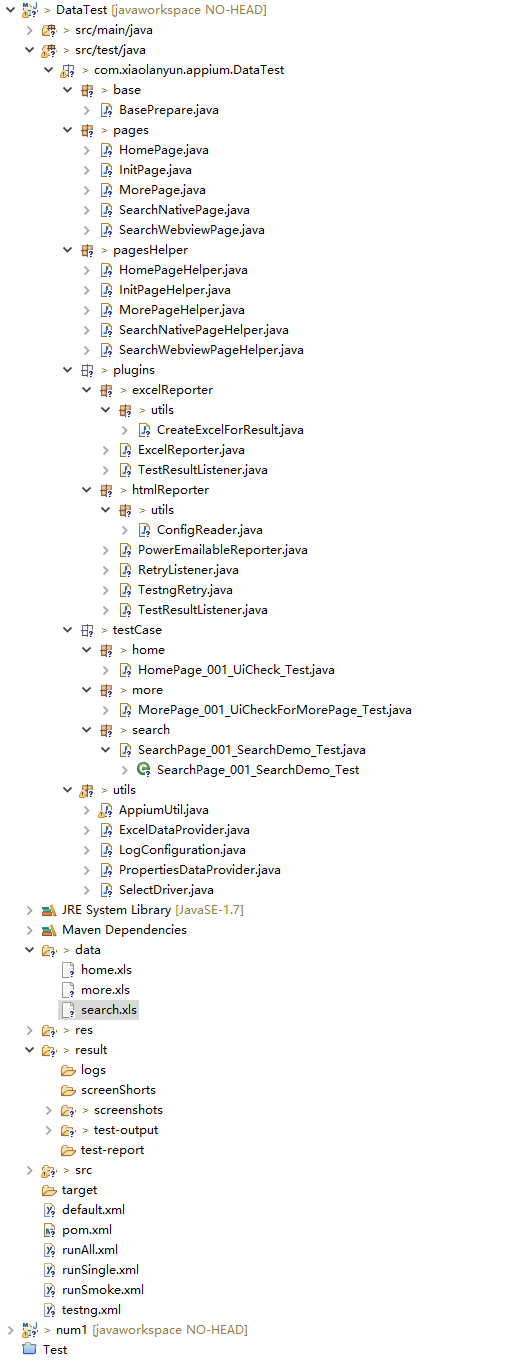 > DataTest [javaworkspace NO-HEAD]
> src/main/java
> src/test/java
> com.xiaolanyun.appium.DataTest
> base
BasePrepare.java
> pages
HomePage.java
InitPage.java
MorePage.java
SearchNativePage.java
SearchWebviewPage.java
> pagesHelper
HomePageHelper.java
InitPageHelper.java
MorePageHelper.java
SearchNativePageHelper.java
SearchWebviewPageHelper.java
> plugins
> excelReporter
> utils
CreateExcelForResult.java
ExcelReporter.java
TestResultListener.java
> htmlReporter
> utils
ConfigReader.java
PowerEmailableReporter.java
RetryListener.java
TestngRetry.java
TestResultListener.java
> testCase
> home
HomePage_001_UiCheck_Test.java
> more
MorePage_001_UiCheckForMorePage_Test.java
> search
SearchPage_001_SearchDemo_Test.java
SearchPage_001_SearchDemo_Test
> utils
AppiumUtil.java
ExcelDataProvider.java
LogConfiguration.java
PropertiesDataProvider.java
SelectDriver.java
JRE System Library [JavaSE-1.7]
Maven Dependencies
> data
home.xls
more.xls
search.xls
> res
> result
logs
screenShorts
> screenshots
> test-output
test-report
> src
target
default.xml
pom.xml
runAll.xml
runSingle.xml
runSmoke.xml
testng.xml
> num1 [javaworkspace NO-HEAD]
Test